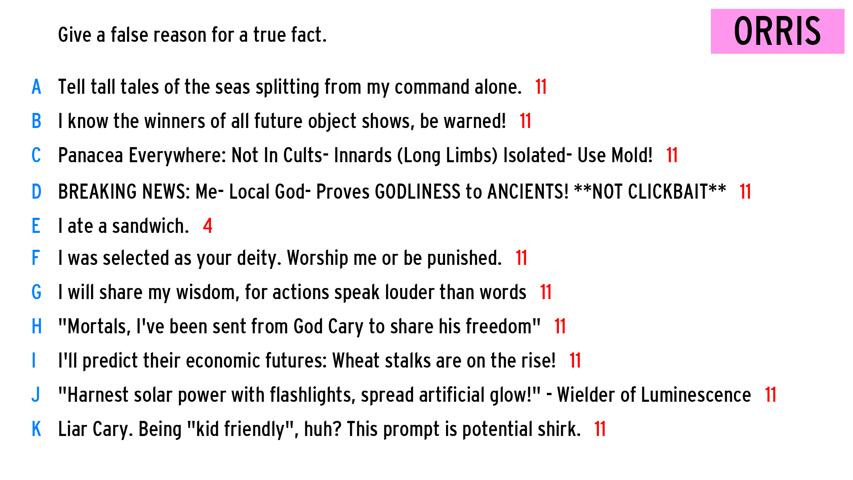 Give a false reason for a true fact.
ORRIS
A Tell tall tales of the seas splitting from my command alone. 11
B I know the winners of all future object shows, be warned! 11
C Panacea Everywhere: Not In Cults- Innards (Long Limbs) Isolated- Use Mold! 11
D BREAKING NEWS: Me- Local God- Proves GODLINESS to ANCIENTS! **NOT CLICKBAIT** 11
E I ate a sandwich. 4
F I was selected as your deity. Worship me or be punished. 11
G I will share my wisdom, for actions speak louder than words 11
H "Mortals, I've been sent from God Cary to share his freedom" 11
I I'll predict their economic futures: Wheat stalks are on the rise! 11
J "Harnest solar power with flashlights, spread artificial glow!" - Wielder of Luminescence 11
K Liar Cary. Being "kid friendly", huh? This prompt is potential shirk. 11